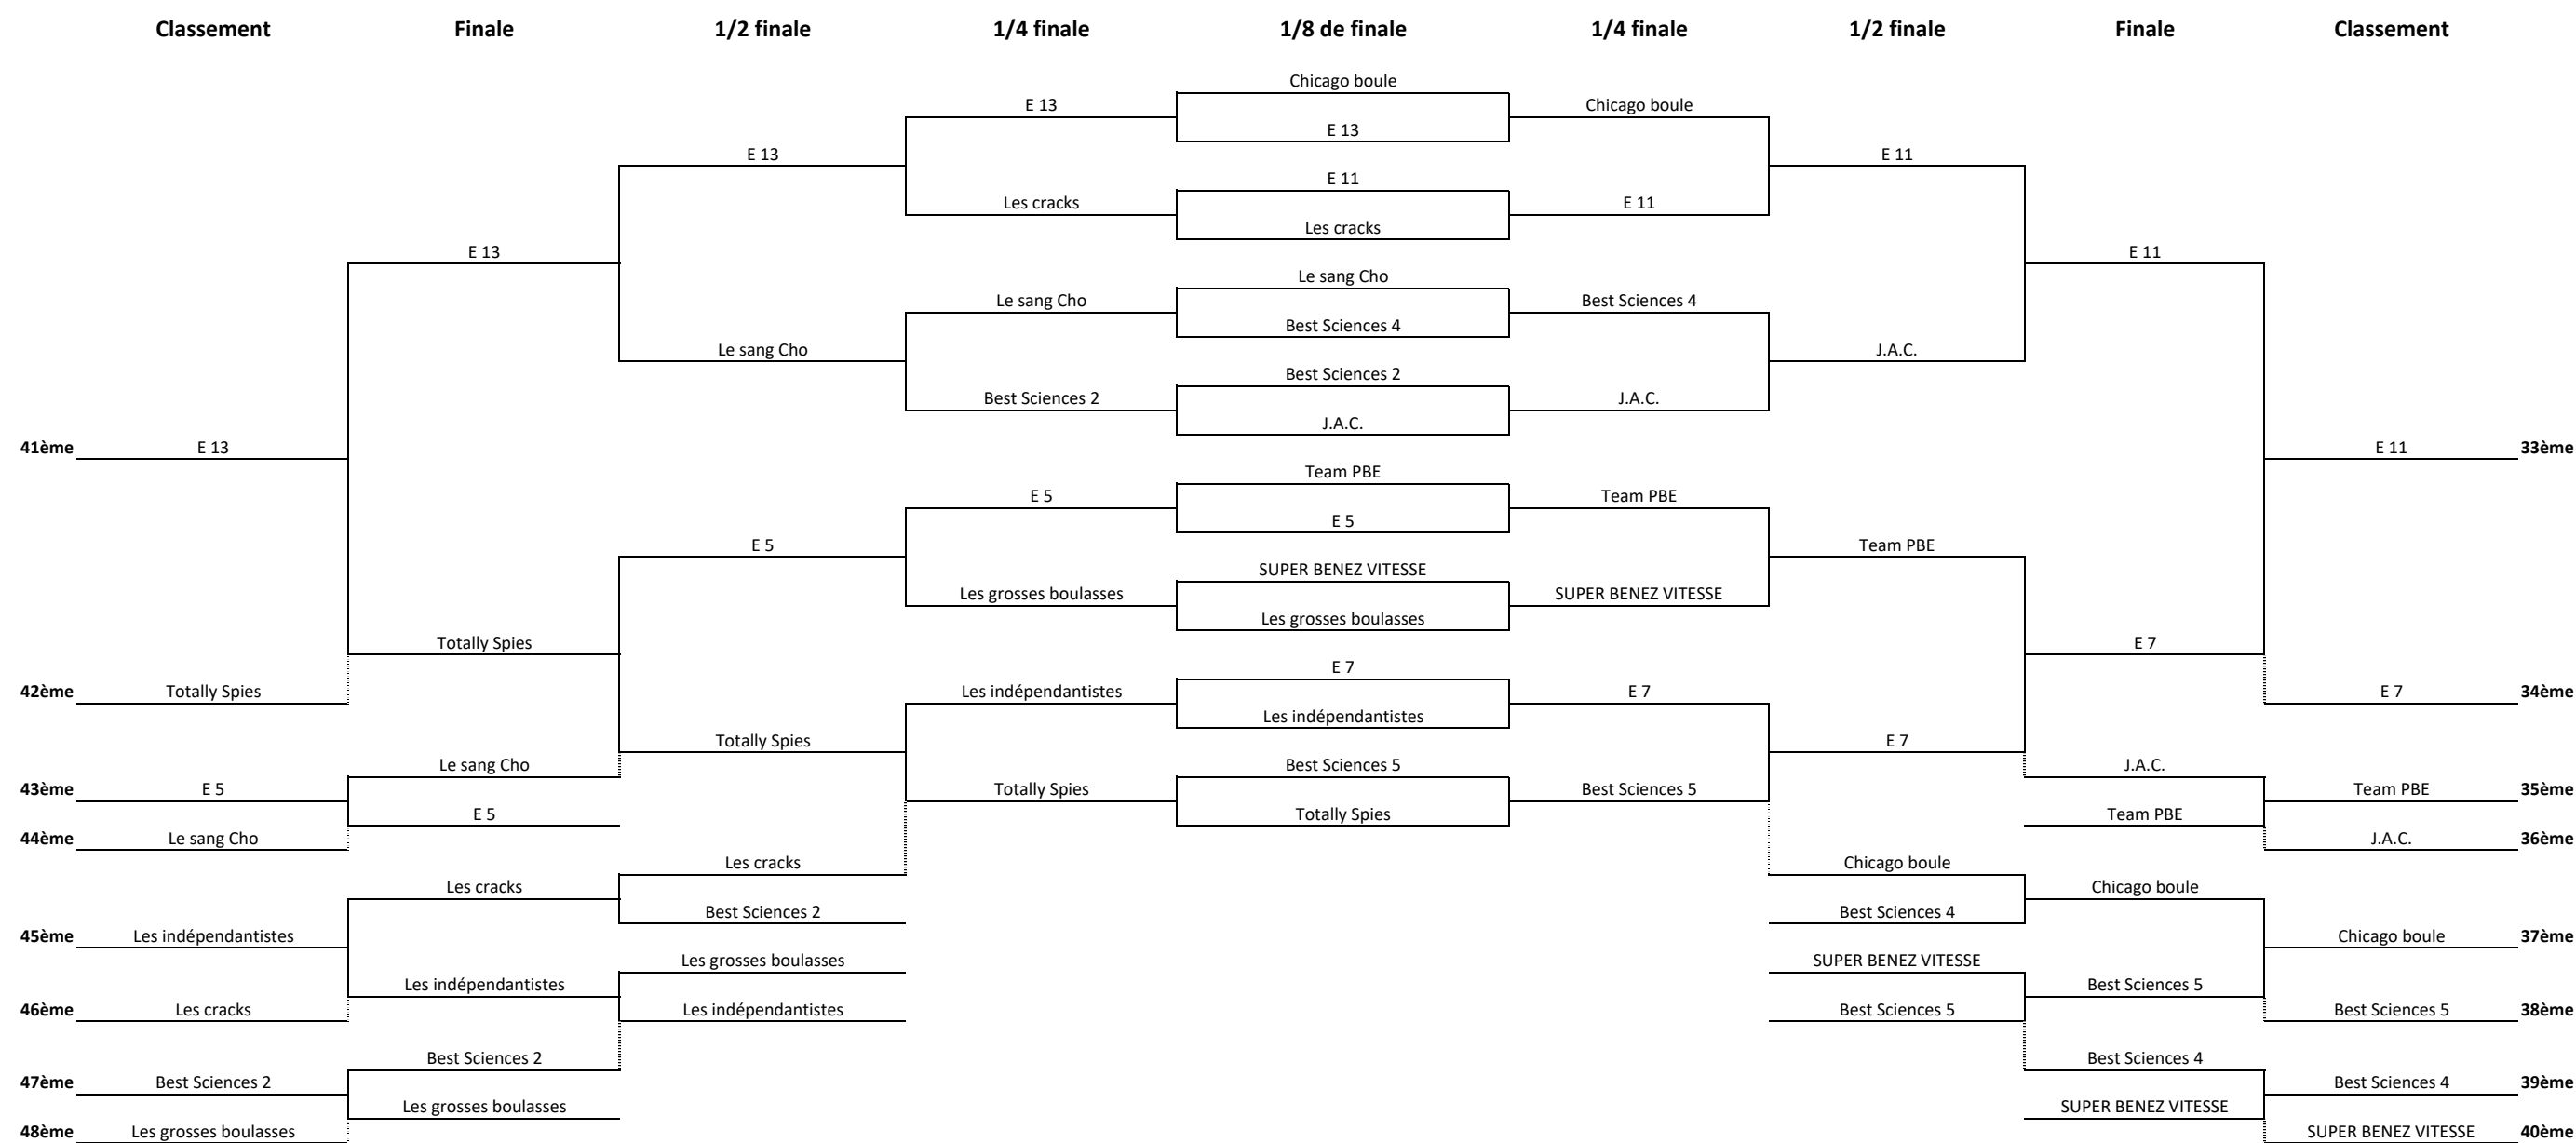 Classement Finale 1/2 finale 1/4 finale 1/8 de finale 1/4 finale 1/2 finale Finale Classement
Chicago boule
E 13 Chicago boule
E 13
E 13 E 11
E 11
Les cracks E 11
Les cracks
E 13 E 11
Le sang Cho
Le sang Cho Best Sciences 4
Best Sciences 4
Le sang Cho J.A.C.
Best Sciences 2
Best Sciences 2 J.A.C.
J.A.C.
41ème E 13 E 11 33ème
Team PBE
E 5 Team PBE
E 5
E 5 Team PBE
SUPER BENEZ VITESSE
Les grosses boulasses SUPER BENEZ VITESSE
Les grosses boulasses
Totally Spies E 7
E 7
42ème Totally Spies Les indépendantistes E 7 E 7 34ème
Les indépendantistes
Totally Spies E 7
Le sang Cho Best Sciences 5 J.A.C.
43ème E 5 Totally Spies Best Sciences 5 Team PBE 35ème
E 5 Totally Spies Team PBE
44ème Le sang Cho J.A.C. 36ème
Les cracks Chicago boule
Les cracks Chicago boule
Best Sciences 2 Best Sciences 4
45ème Les indépendantistes Chicago boule 37ème
Les grosses boulasses SUPER BENEZ VITESSE
Les indépendantistes Best Sciences 5
46ème Les cracks Les indépendantistes Best Sciences 5 Best Sciences 5 38ème
Best Sciences 2 Best Sciences 4
47ème Best Sciences 2 Best Sciences 4 39ème
Les grosses boulasses SUPER BENEZ VITESSE
48ème Les grosses boulasses SUPER BENEZ VITESSE 40ème